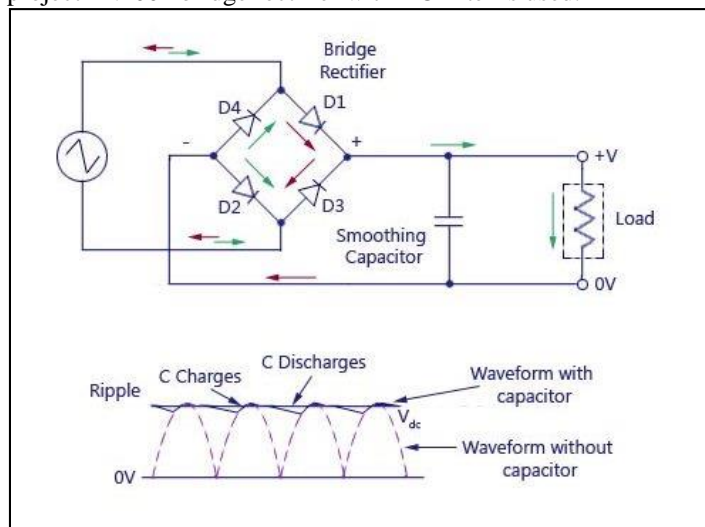 Bridge
Rectifier
D4
D1
-
+
D2
D3
+V
Load
Smoothing
Capacitor
0V
C Discharges
C Charges
Ripple
Waveform with
capacitor
Vdc
Waveform without
capacitor
0V